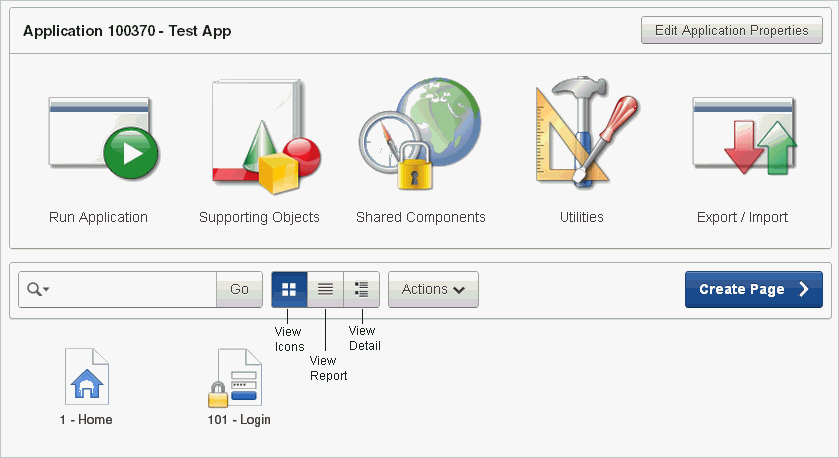 Application 100370 - Test App
Edit Application Properties
Run Application
Supporting Objects
Shared Components
Utilities
Export / Import
Go
Actions
Create Page
View
Icons
View
Report
View
Detail
1 - Home
101 - Login